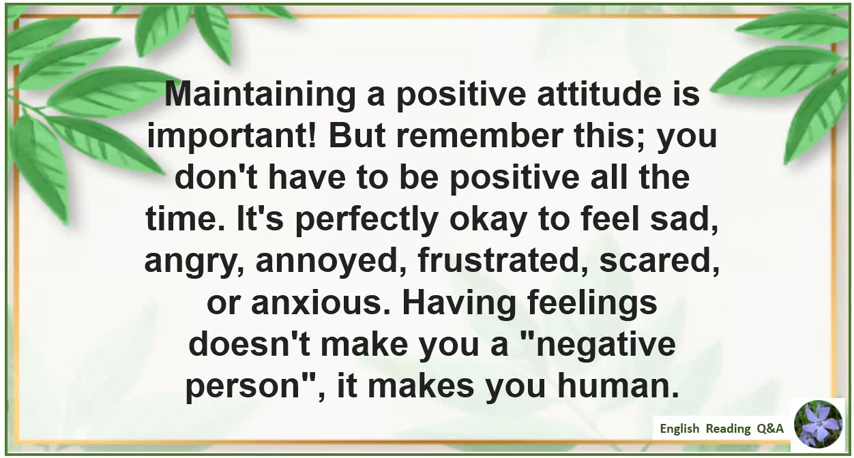 Maintaining a positive attitude is
important! But remember this; you
don't have to be positive all the
time. It's perfectly okay to feel sad,
angry, annoyed, frustrated, scared,
or anxious. Having feelings
doesn't make you a "negative
person", it makes you human.
English Reading Q&A